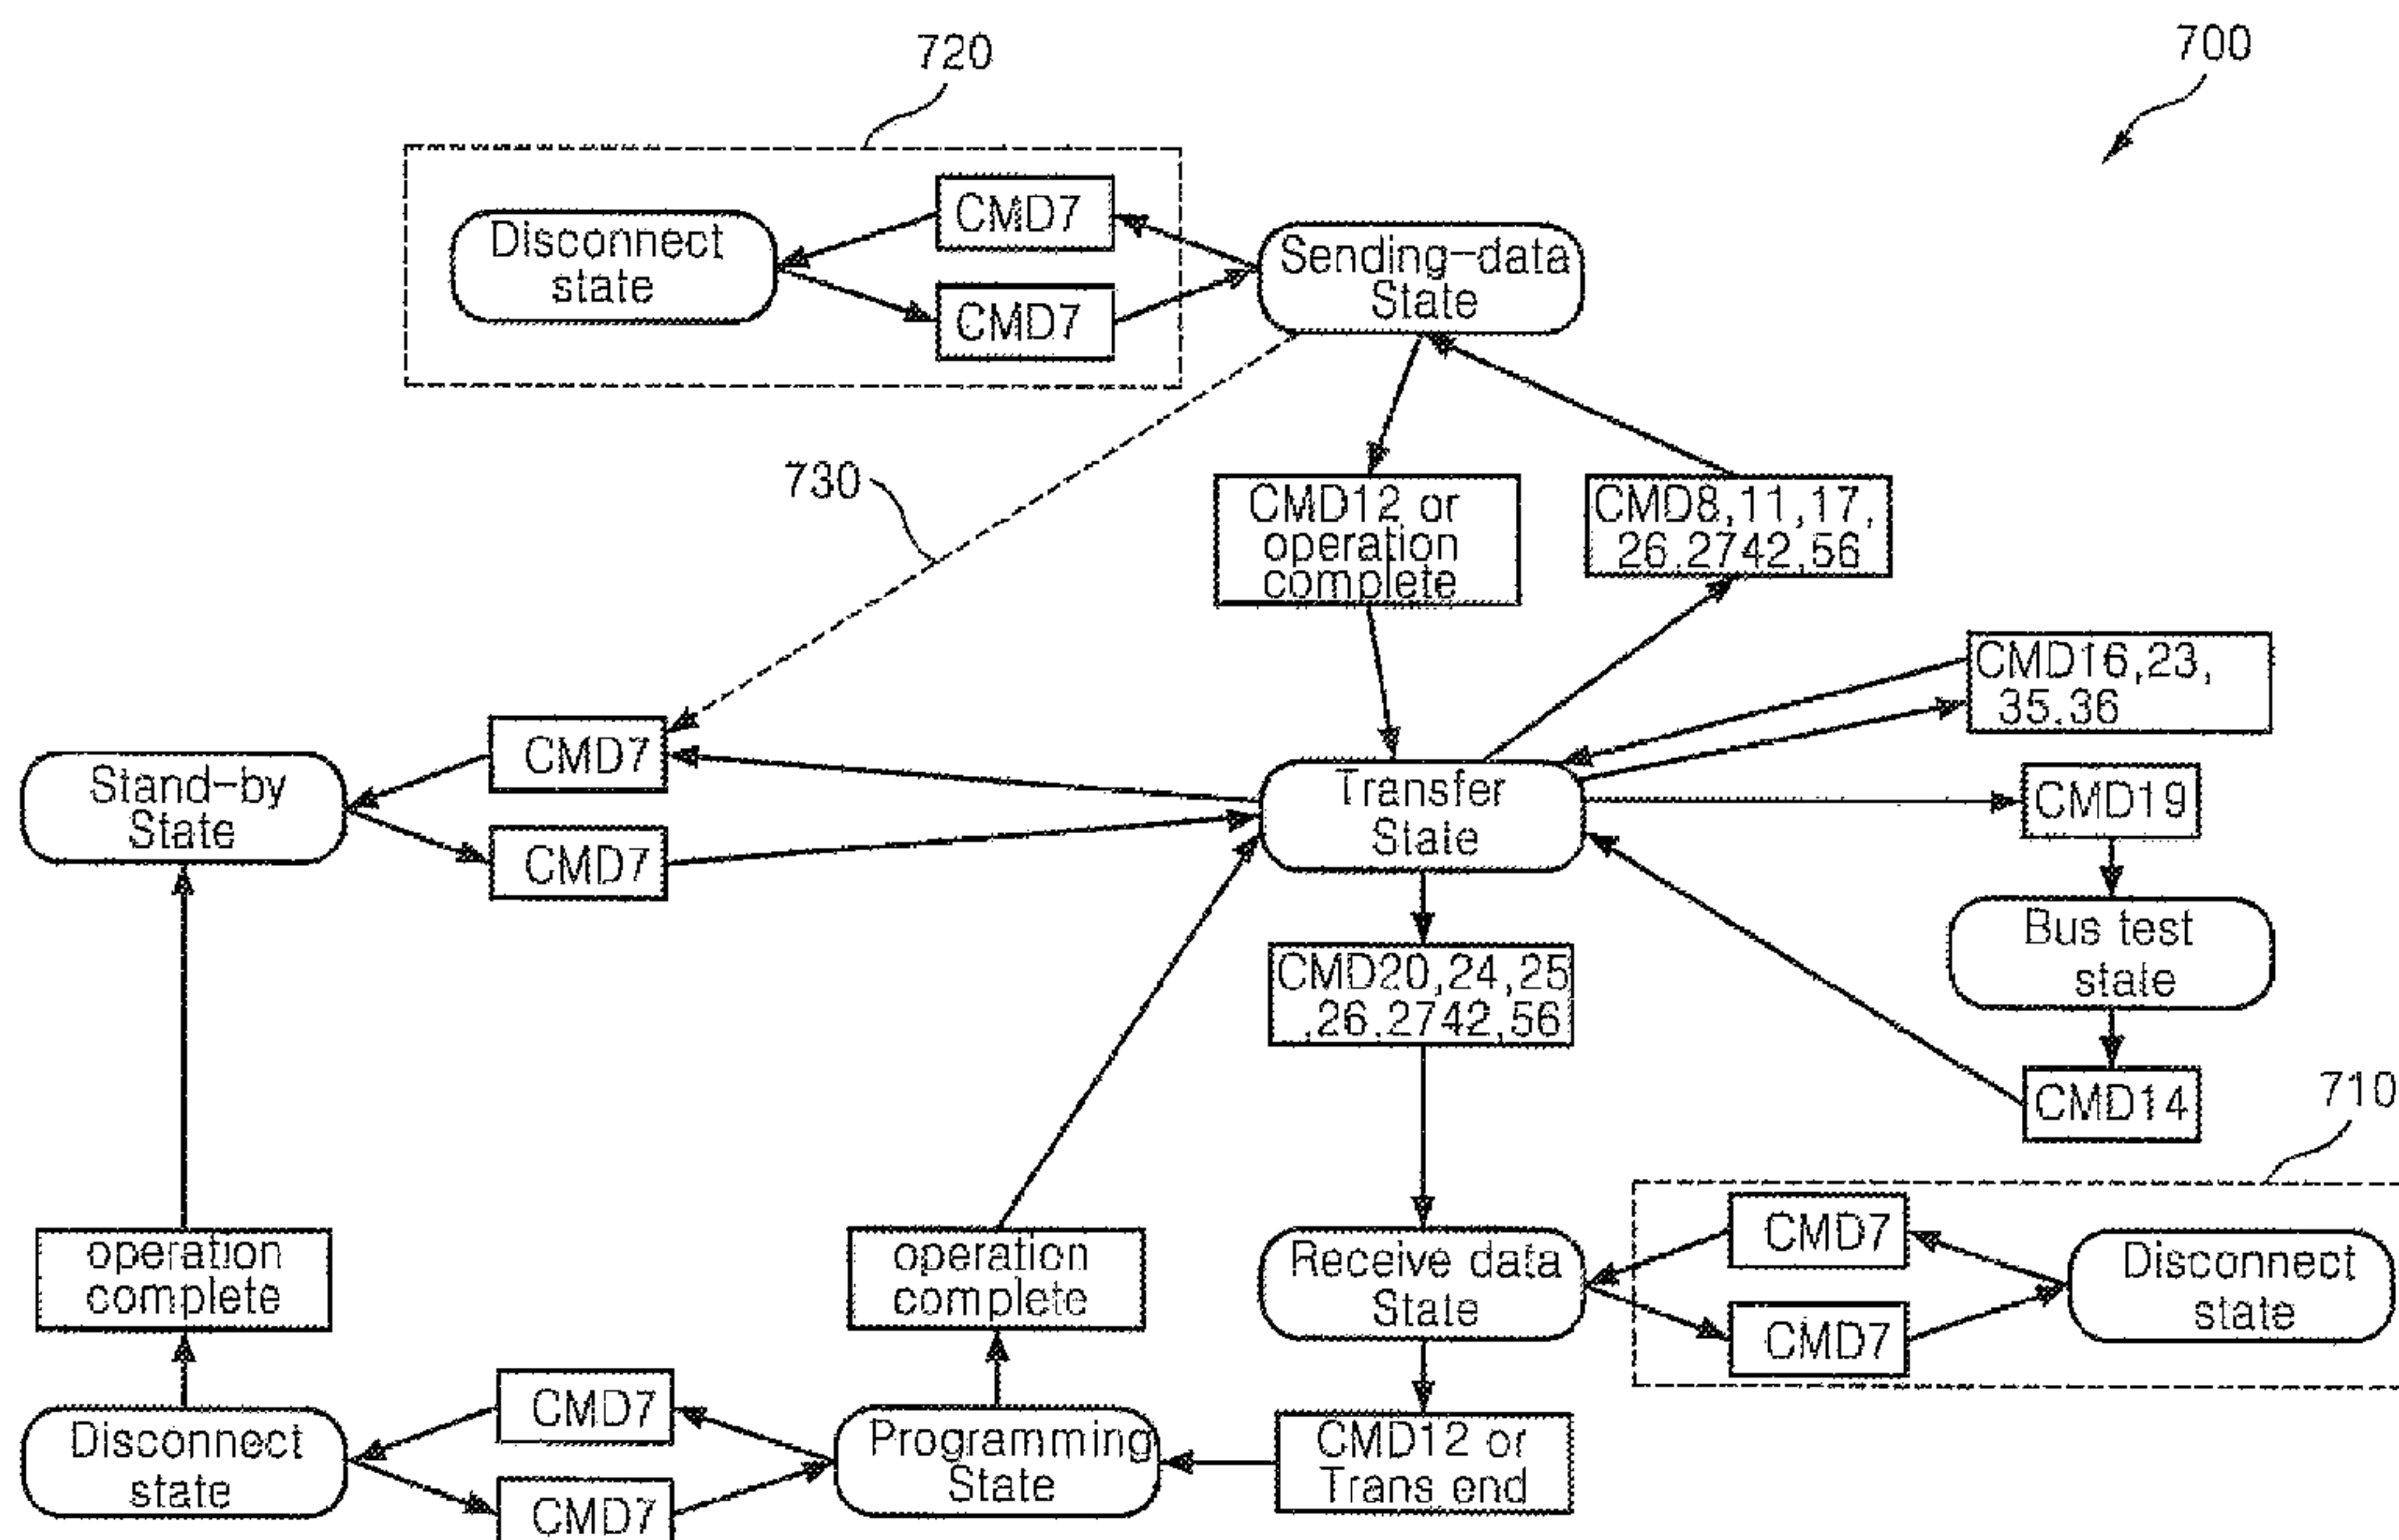 720
700
CMD7
Disconnect
state
CMD7
Sending-data
State
730
CMD12 or
operation
complete
CMD8,11,17,
26.2742,56
CMD16,23,
35.36
CMD7
Stand-by
State
CMD7
Transfer
State
CMD19
Bus test
state
CMD20,24,25
,26.2742,56
CMD14
710
operation
complete
operation
complete
Receive data
State
CMD7
CMD7
Disconnect
state
Disconnect
state
CMD7
CMD7
Programming
State
CMD12 or
Trans end